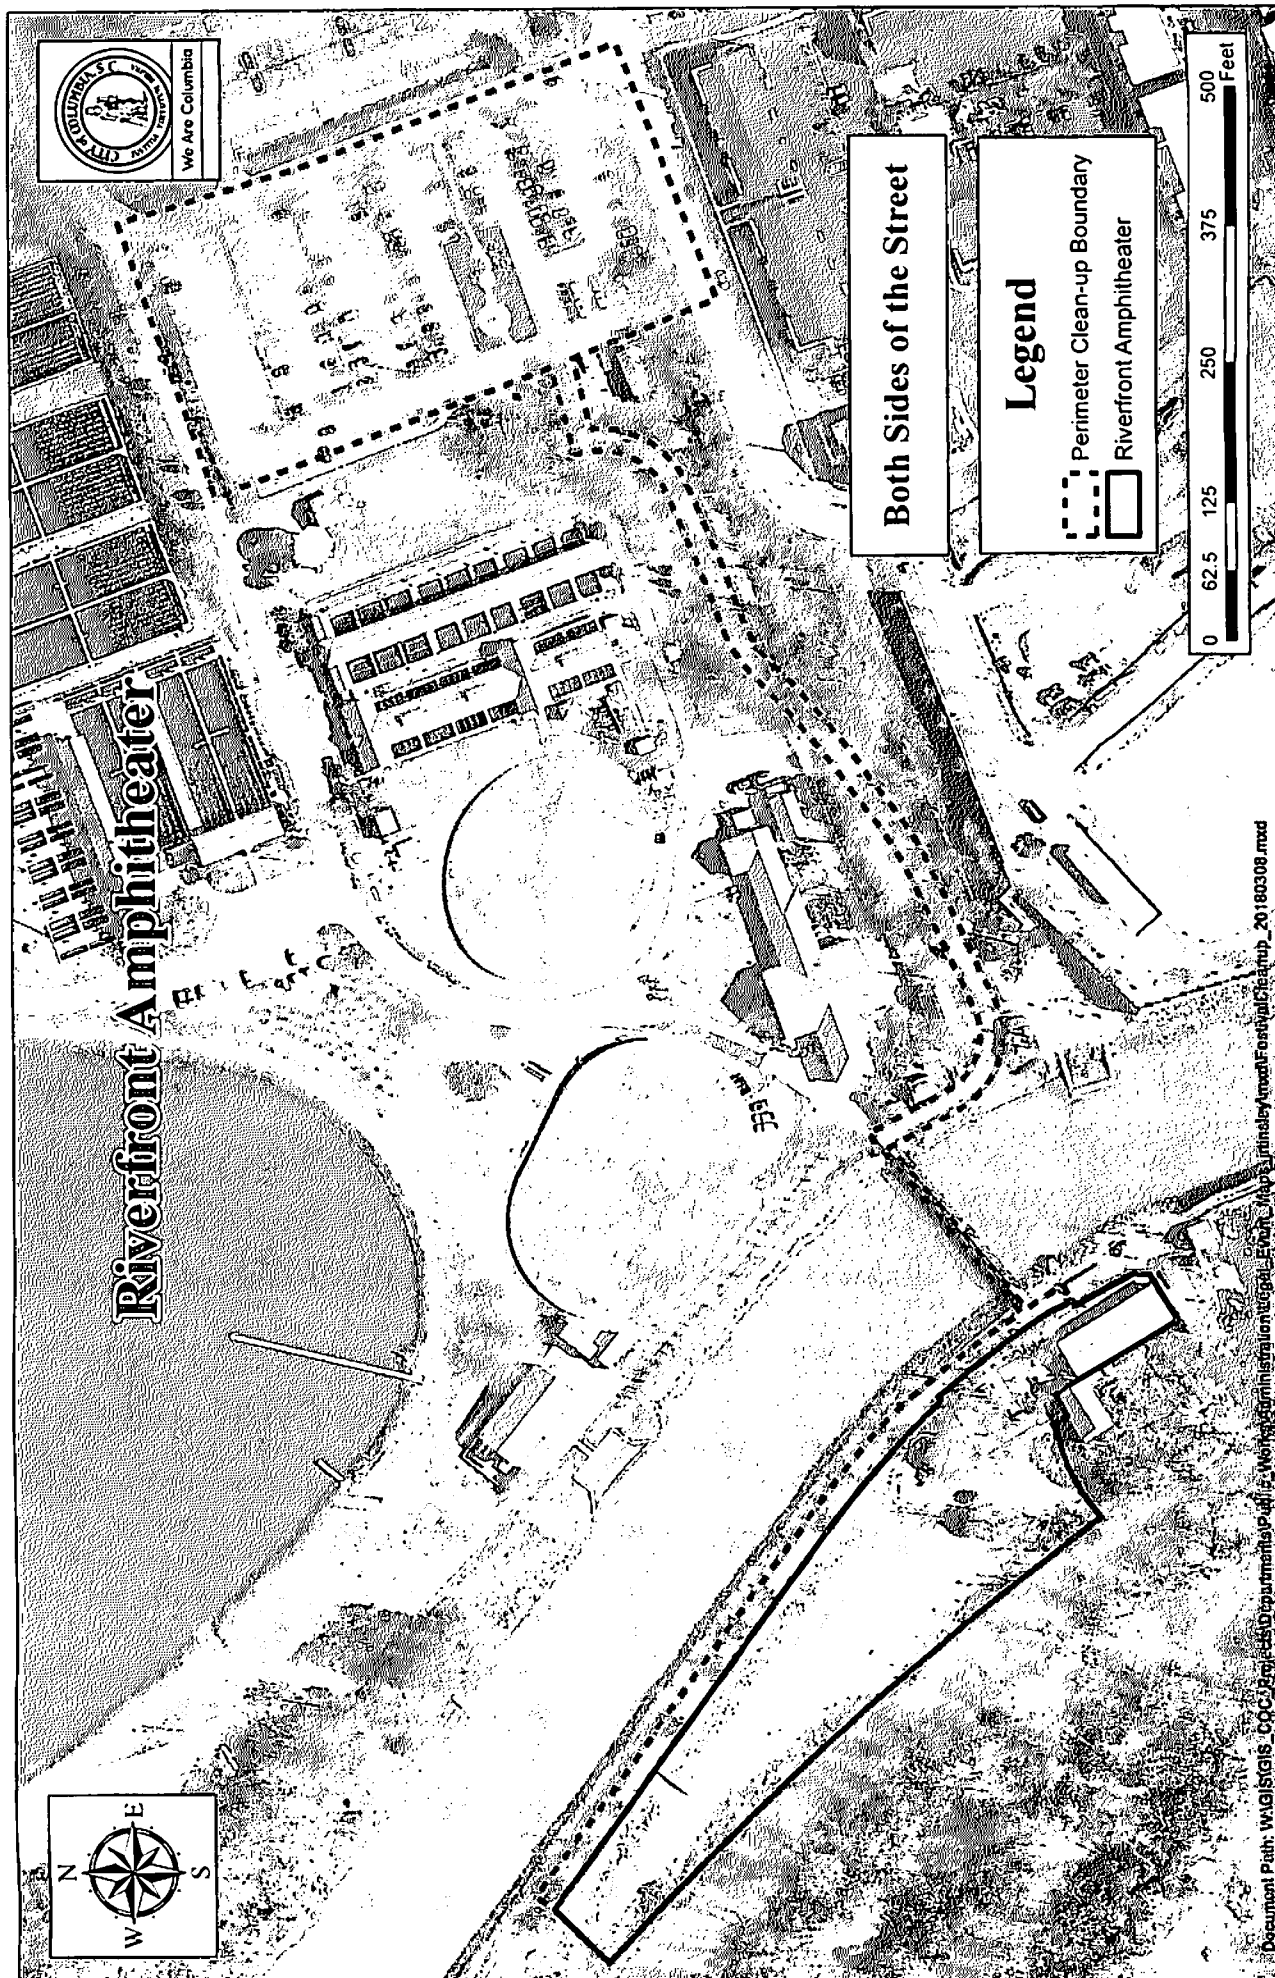 Riverfront Amphitheater
CITY of COLUMBIA, S.C.
We Are Columbia
N
W E
S
Both Sides of the Street
Legend
Perimeter Clean-up Boundary
Riverfront Amphitheater
0 62.5 125 250 375 500
Feet